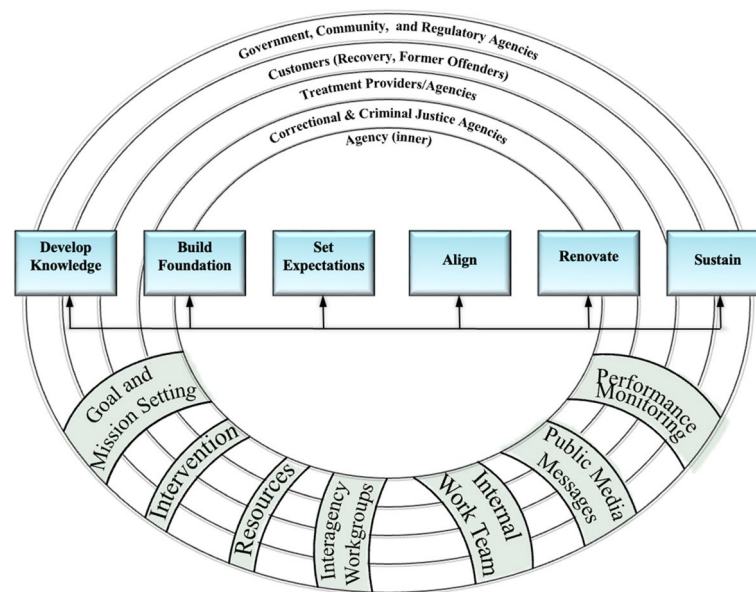 Government, Community, and Regulatory Agencies
Customers (Recovery, Former Offenders)
Treatment Providers/Agencies
Correctional & Criminal Justice Agencies
Agency (inner)
Develop
Knowledge
Build
Foundation
Set
Expectations
Align
Renovate
Sustain
Goal and
Mission Setting
Intervention
Resources
Interagency
Workgroups
Internal
Work Team
Public Media
Messages
Performance
Monitoring